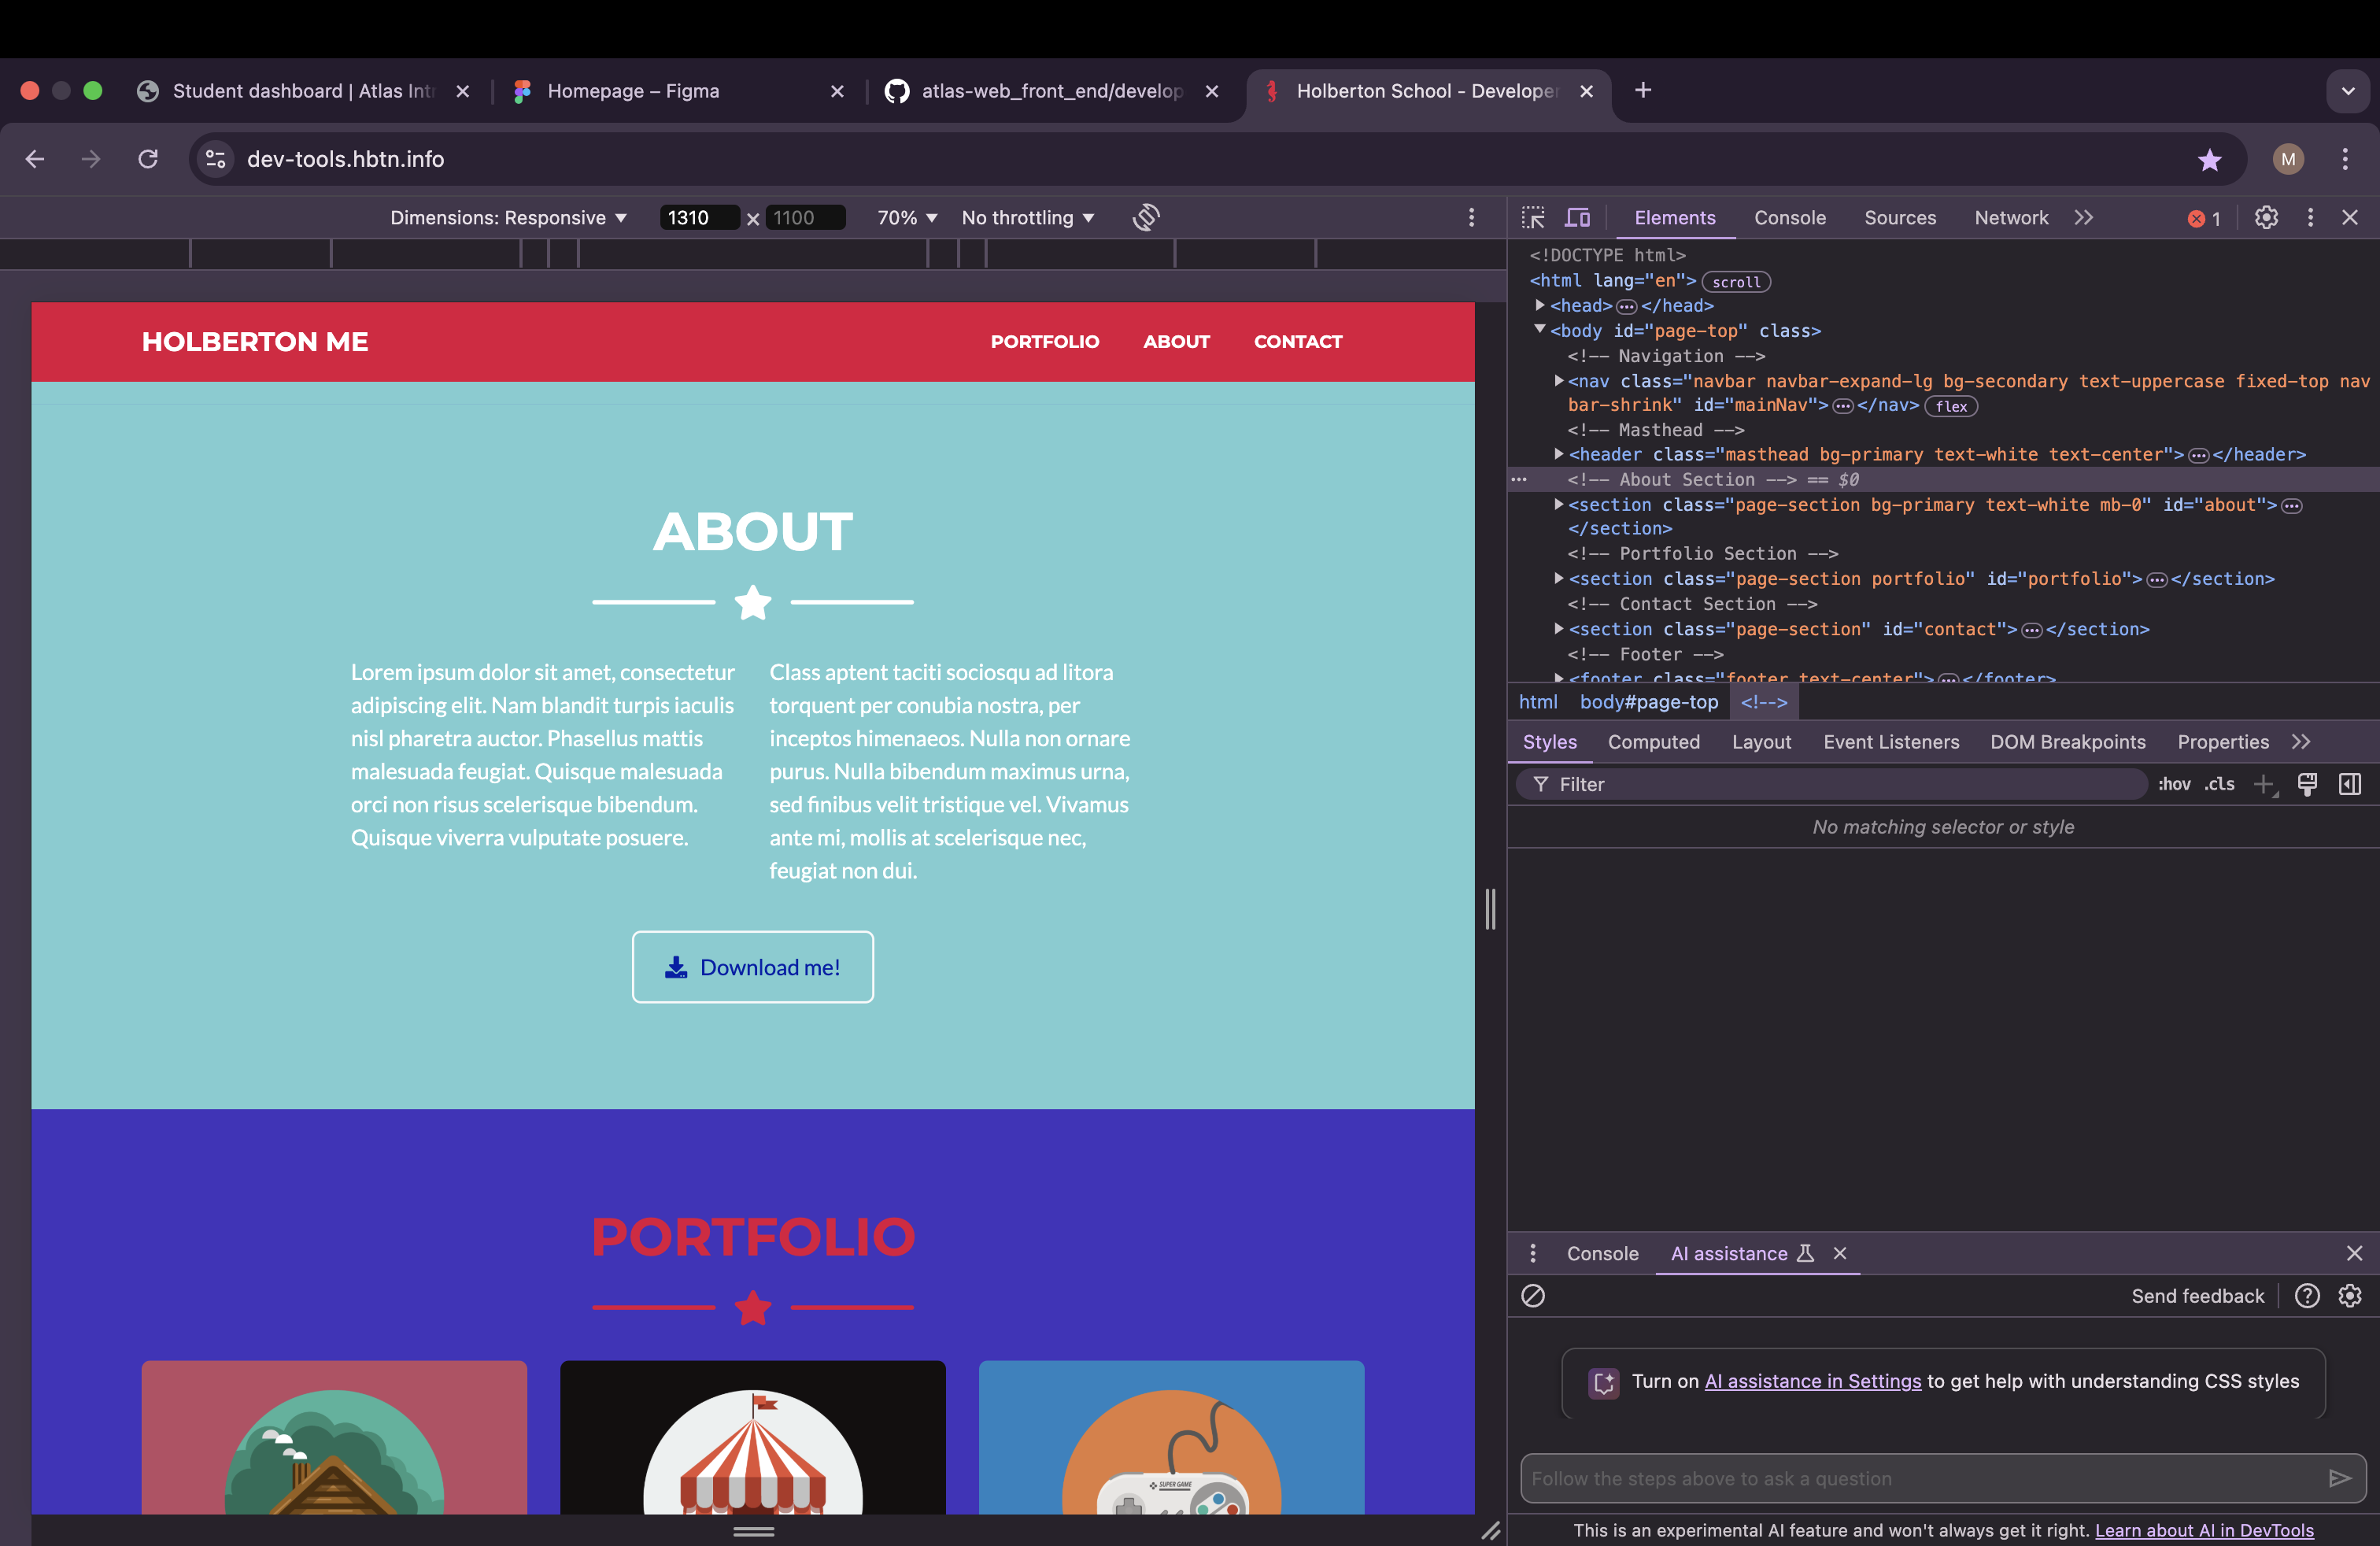 Student dashboard | Atlas Intr
Homepage – Figma
atlas-web_front_end/develop
Holberton School - Developer
dev-tools.hbtn.info
M
Dimensions: Responsive
1310
1100
70%
No throttling
Elements
Console
Sources
Network
1
HOLBERTON ME
PORTFOLIO
ABOUT
CONTACT
ABOUT
Lorem ipsum dolor sit amet, consectetur
adipiscing elit. Nam blandit turpis iaculis
nisl pharetra auctor. Phasellus mattis
malesuada feugiat. Quisque malesuada
orci non risus scelerisque bibendum.
Quisque viverra vulputate posuere.
Class aptent taciti sociosqu ad litora
torquent per conubia nostra, per
inceptos himenaeos. Nulla non ornare
purus. Nulla bibendum maximus urna,
sed finibus velit tristique vel. Vivamus
ante mi, mollis at scelerisque nec,
feugiat non dui.
Download me!
PORTFOLIO
SUPER GAME
<!DOCTYPE html>
<html lang="en"> scroll
<head> ••• </head>
<body id="page-top" class>
<!-- Navigation -->
<nav class="navbar navbar-expand-lg bg-secondary text-uppercase fixed-top nav
bar-shrink" id="mainNav"> ••• </nav> flex
<!-- Masthead -->
<header class="masthead bg-primary text-white text-center"> ••• </header>
<!-- About Section --> == $0
<section class="page-section bg-primary text-white mb-0" id="about"> •••
</section>
<!-- Portfolio Section -->
<section class="page-section portfolio" id="portfolio"> ••• </section>
<!-- Contact Section -->
<section class="page-section" id="contact"> ••• </section>
<!-- Footer -->
<footer class="footer text-center"> ••• </footer>
html
body#page-top
<!-->
Styles
Computed
Layout
Event Listeners
DOM Breakpoints
Properties
Filter
:hov
.cls
No matching selector or style
Console
AI assistance
Send feedback
Turn on AI assistance in Settings to get help with understanding CSS styles
Follow the steps above to ask a question
This is an experimental AI feature and won't always get it right. Learn about AI in DevTools